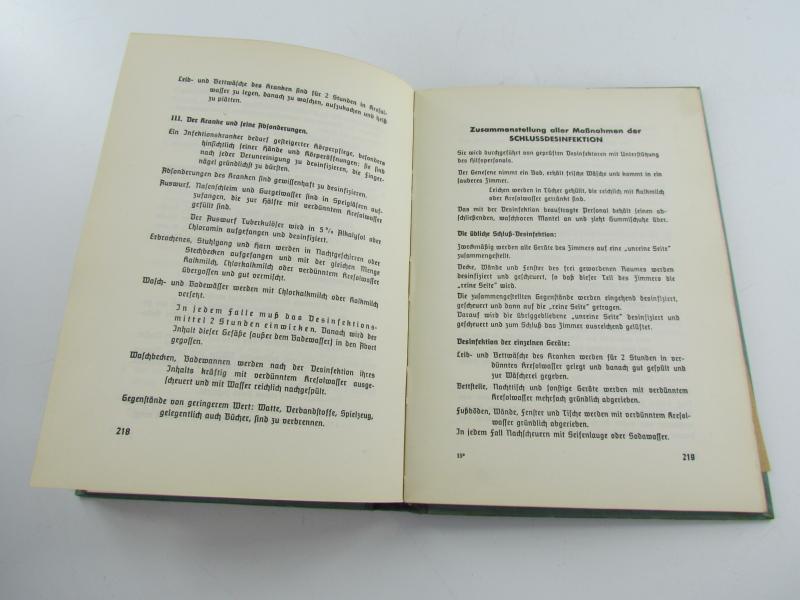 Leib- und Bettwäsche des Kranken sind für 2 Stunden in Kresol-
wasser zu legen, danach zu waschen, aufzukochen und heiß
zu plätten.
III. Der Kranke und seine Absonderungen.
Ein Infektionskranker bedarf gesteigerter Körperpflege, besonders
hinsichtlich seiner Hände und Körperöffnungen; sie sind
nach jeder Verunreinigung zu desinfizieren, die Finger-
nägel gründlichst zu bürsten.
Absonderungen des Kranken sind gewissenhaft zu desinfizieren.
Auswurf, Nasenschleim und Gurgelwasser sind in Speigläsern auf-
zufangen, die zur Hälfte mit verdünntem Kresolwasser
gefüllt sind.
Der Auswurf Tuberkulöser wird in 5% Alkalysol oder
Chloramin aufgefangen und desinfiziert.
Erbrochenes, Stuhlgang und Harn werden in Nachtgeschirren oder
Stechbecken aufgefangen und mit der gleichen Menge
Kalkmilch, Chlorkalkmilch oder verdünntem Kresolwasser
übergossen und gut vermischt.
Wasch- und Badewässer werden mit Chlorkalkmilch oder Kalkmilch
versetzt.
In jedem Falle muß das Desinfektions-
mittel 2 Stunden einwirken. Danach wird der
Inhalt dieser Gefäße (außer dem Badewasser) in den Abort
gegossen.
Waschbecken, Badewannen werden nach der Desinfektion ihres
Inhalts kräftig mit verdünntem Kresolwasser ausge-
scheuert und mit Wasser reichlich nachgespült.
Gegenstände von geringerem Wert: Watte, Verbandstoffe, Spielzeug,
gelegentlich auch Bücher, sind zu verbrennen.
218
Zusammenstellung aller Maßnahmen der
SCHLUSSDESINFEKTION
Sie wird durchgeführt von geprüften Desinfektoren mit Unterstützung
des Hilfspersonals.
Der Genesene nimmt ein Bad, erhält frische Wäsche und kommt in ein
sauberes Zimmer.
Leichen werden in Tücher gehüllt, die reichlich mit Kalkmilch
oder Kresolwasser getränkt sind.
Das mit der Desinfektion beauftragte Personal behält seinen ab-
schließenden, waschbaren Mantel an und zieht Gummischuhe über.
Die übliche Schluß-Desinfektion:
Zweckmäßig werden alle Geräte des Zimmers auf eine „unreine Seite"
zusammengestellt.
Decke, Wände und Fenster des frei gewordenen Raumes werden
desinfiziert und gescheuert, so daß dieser Teil des Zimmers die
„reine Seite" wird.
Die zusammengestellten Gegenstände werden eingehend desinfiziert,
gescheuert und dann auf die „reine Seite" getragen.
Darauf wird die übriggebliebene „unreine Seite" desinfiziert und
gescheuert und zum Schluß das Zimmer ausreichend gelüftet.
Desinfektion der einzelnen Geräte:
Leib- und Bettwäsche des Kranken werden für 2 Stunden in ver-
dünntes Kresolwasser gelegt und danach gut gespült und
zur Wäscherei gegeben.
Bettstelle, Nachttisch und sonstige Geräte werden mit verdünntem
Kresolwasser mehrfach gründlich abgerieben.
Fußböden, Wände, Fenster und Tische werden mit verdünntem Kresol-
wasser gründlich abgerieben.
In jedem Fall Nachscheuern mit Seifenlauge oder Sodawasser.
15*
219